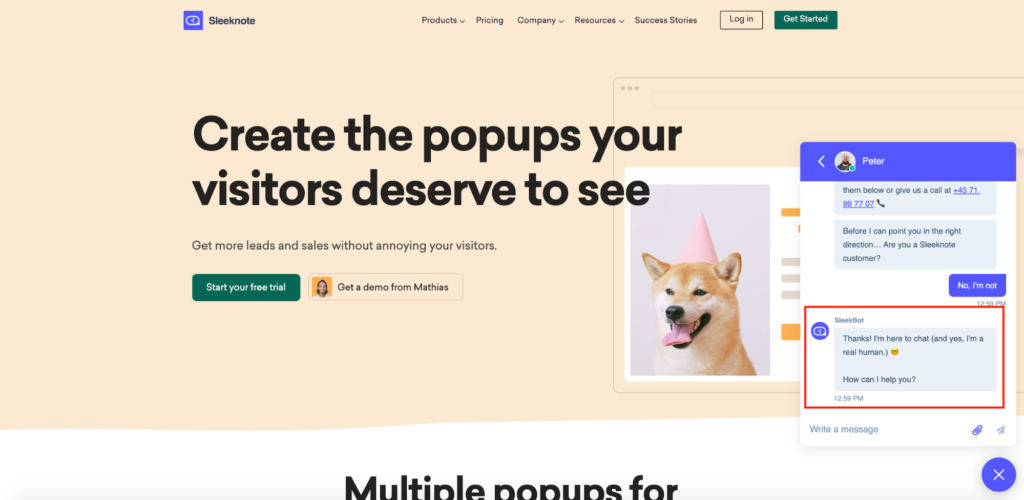 Sleeknote
Products Pricing Company Resources Success Stories Log in Get Started
Create the popups your
visitors deserve to see
Get more leads and sales without annoying your visitors.
Start your free trial
Get a demo from Mathias
Multiple popups for
Peter
them below or give us a call at +45 71
99 77 07 📞
Before I can point you in the right
direction... Are you a Sleeknote
customer?
No, I'm not
12:59 PM
SleekBot
Thanks! I'm here to chat (and yes, I'm a
real human.) 🤓
How can I help you?
12:59 PM
Write a message